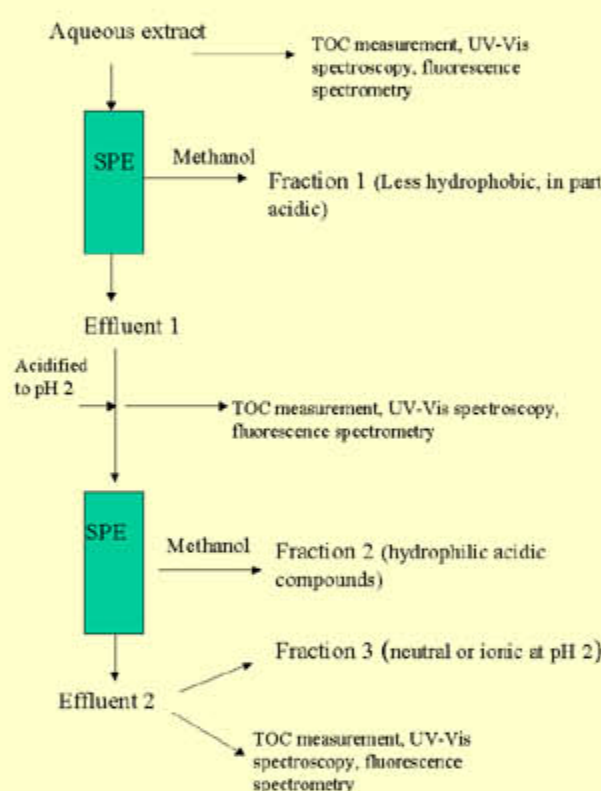 Aqueous extract
TOC measurement, UV-Vis
spectroscopy, fluorescence
spectrometry
SPE
Methanol
Fraction 1 (Less hydrophobic, in part
acidic)
Effluent 1
Acidified
to pH 2
TOC measurement, UV-Vis spectroscopy,
fluorescence spectrometry
SPE
Methanol
Fraction 2 (hydrophilic acidic
compounds)
Fraction 3 (neutral or ionic at pH 2)
Effluent 2
TOC measurement, UV-Vis
spectroscopy, fluorescence
spectrometry